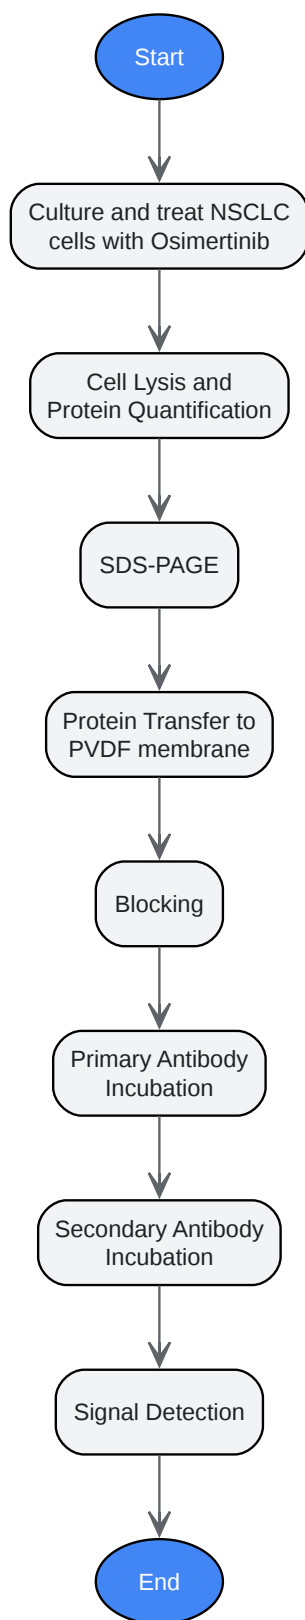 Start
Culture and treat NSCLC
cells with Osimertinib
Cell Lysis and
Protein Quantification
SDS-PAGE
Protein Transfer to
PVDF membrane
Blocking
Primary Antibody
Incubation
Secondary Antibody
Incubation
Signal Detection
End